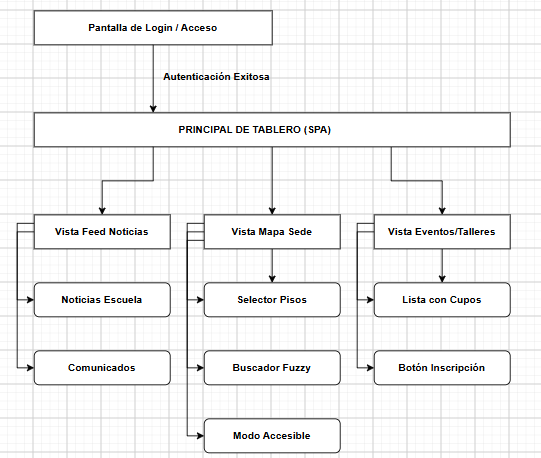 Pantalla de Login / Acceso
Autenticación Exitosa
PRINCIPAL DE TABLERO (SPA)
Vista Feed Noticias
Vista Mapa Sede
Vista Eventos/Talleres
Noticias Escuela
Selector Pisos
Lista con Cupos
Comunicados
Buscador Fuzzy
Botón Inscripción
Modo Accesible